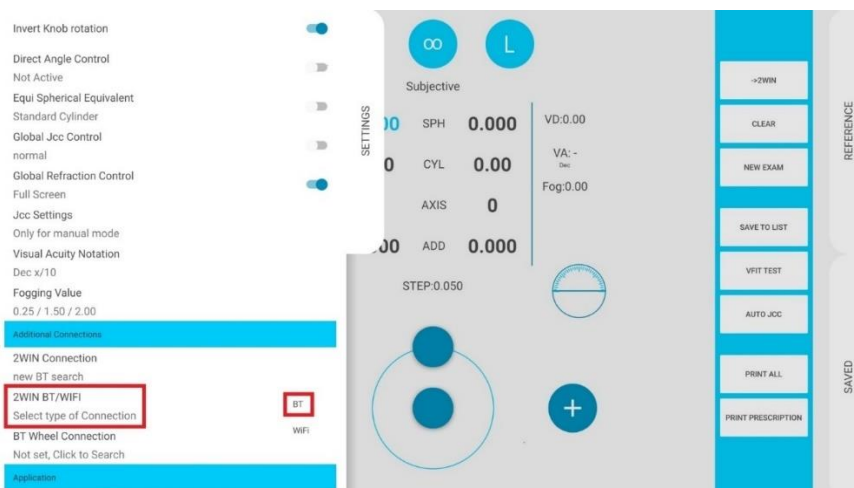 Invert Knob rotation
Direct Angle Control
Not Active
Equi Spherical Equivalent
Standard Cylinder
Global Jcc Control
normal
Global Refraction Control
Full Screen
Jcc Settings
Only for manual mode
Visual Acuity Notation
Dec x/10
Fogging Value
0.25 / 1.50 / 2.00
Additional Connections
2WIN Connection
new BT search
2WIN BT/WIFI
BT
Select type of Connection
WiFi
BT Wheel Connection
Not set, Click to Search
Application
SETTINGS
∞ L
Subjective
00 SPH 0.000 VD:0.00
VA: -
Dec
0 CYL 0.00
Fog:0.00
AXIS 0
00 ADD 0.000
STEP:0.050
+
->2WIN
CLEAR
NEW EXAM
SAVE TO LIST
VFIT TEST
AUTO JCC
PRINT ALL
PRINT PRESCRIPTION
REFERENCE
SAVED